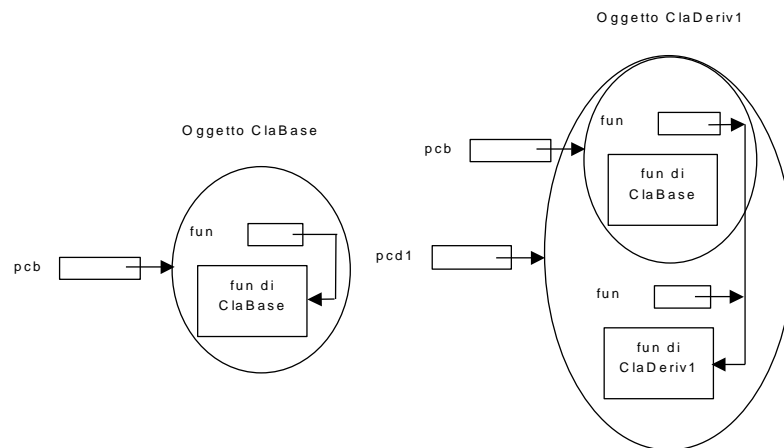 Oggetto ClaBase
fun
pcb
fun di
ClaBase
Oggetto ClaDeriv1
fun
pcb
fun di
ClaBase
pcd1
fun
fun di
ClaDeriv1